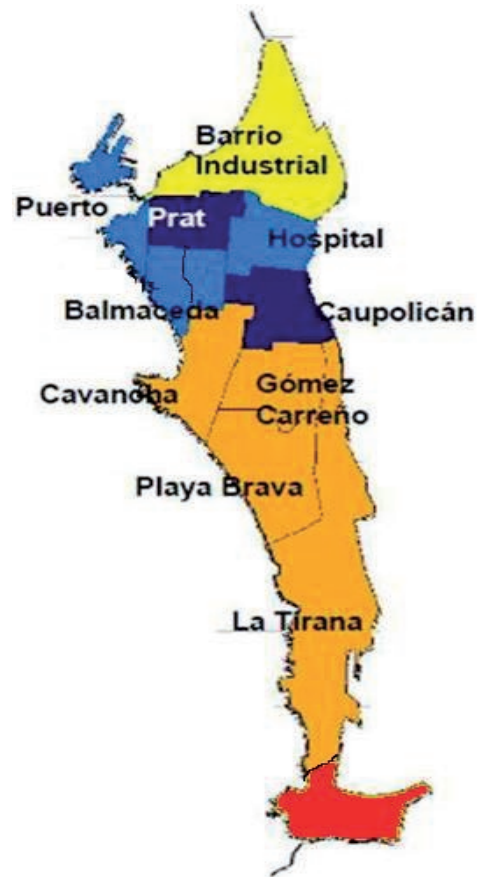 Barrio
Industrial
Puerto
Prat
Hospital
Balmaceda
Caupolicán
Cavancha
Gómez
Carreño
Playa Brava
La Tirana